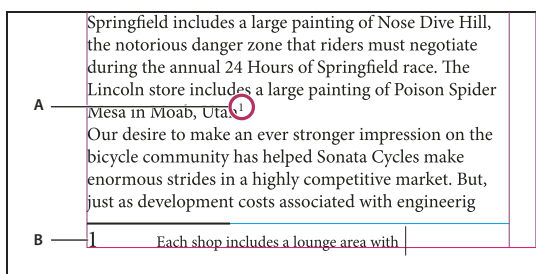 Springfield includes a large painting of Nose Dive Hill,
the notorious danger zone that riders must negotiate
during the annual 24 Hours of Springfield race. The
Lincoln store includes a large painting of Poison Spider
A Mesa in Moab, Utah1
Our desire to make an ever stronger impression on the
bicycle community has helped Sonata Cycles make
enormous strides in a highly competitive market. But,
just as development costs associated with engineerig
B 1 Each shop includes a lounge area with